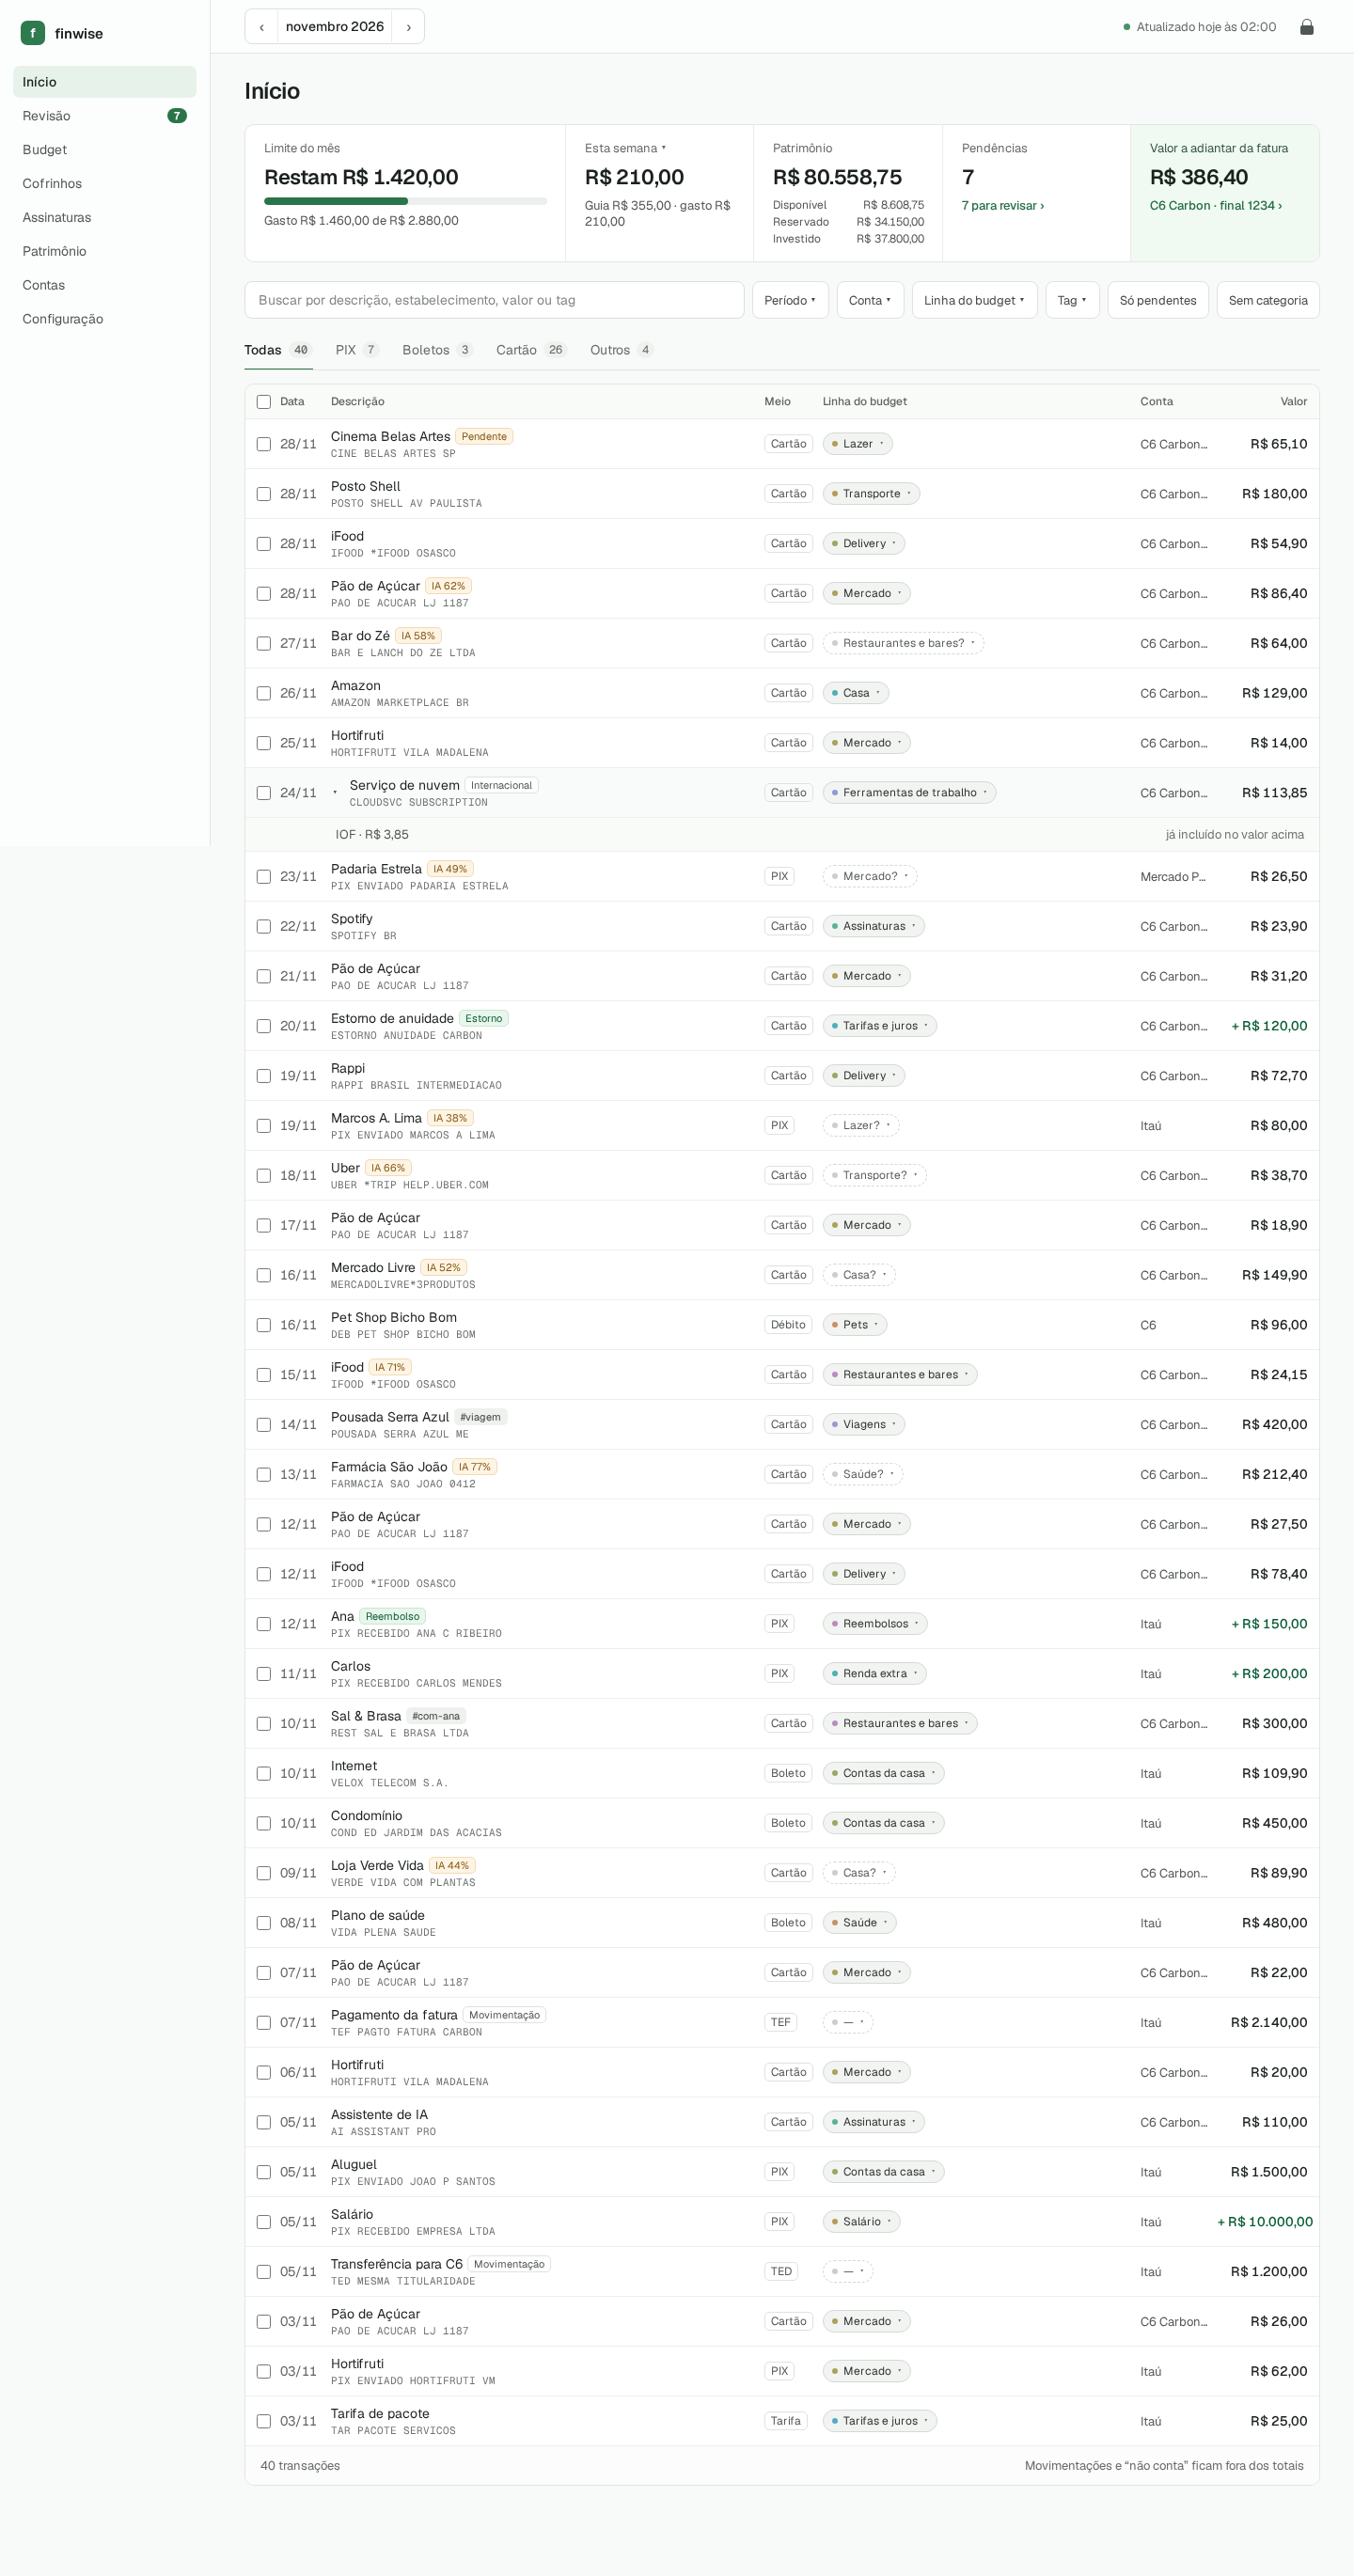 f finwise
‹ novembro 2026 ›
Atualizado hoje às 02:00
Início
Revisão 7
Budget
Cofrinhos
Assinaturas
Patrimônio
Contas
Configuração
Início
Limite do mês
Restam R$ 1.420,00
Gasto R$ 1.460,00 de R$ 2.880,00
Esta semana
R$ 210,00
Guia R$ 355,00 · gasto R$
210,00
Patrimônio
R$ 80.558,75
Disponível R$ 8.608,75
Reservado R$ 34.150,00
Investido R$ 37.800,00
Pendências
7
7 para revisar ›
Valor a adiantar da fatura
R$ 386,40
C6 Carbon · final 1234 ›
Buscar por descrição, estabelecimento, valor ou tag
Período Conta Linha do budget Tag Só pendentes Sem categoria
Todas 40 PIX 7 Boletos 3 Cartão 26 Outros 4
Data Descrição Meio Linha do budget Conta Valor
28/11 Cinema Belas Artes Pendente Cartão Lazer C6 Carbon… R$ 65,10
CINE BELAS ARTES SP
28/11 Posto Shell Cartão Transporte C6 Carbon… R$ 180,00
POSTO SHELL AV PAULISTA
28/11 iFood Cartão Delivery C6 Carbon… R$ 54,90
IFOOD *IFOOD OSASCO
28/11 Pão de Açúcar IA 62% Cartão Mercado C6 Carbon… R$ 86,40
PAO DE ACUCAR LJ 1187
27/11 Bar do Zé IA 58% Cartão Restaurantes e bares? C6 Carbon… R$ 64,00
BAR E LANCH DO ZE LTDA
26/11 Amazon Cartão Casa C6 Carbon… R$ 129,00
AMAZON MARKETPLACE BR
25/11 Hortifruti Cartão Mercado C6 Carbon… R$ 14,00
HORTIFRUTI VILA MADALENA
24/11 Serviço de nuvem Internacional Cartão Ferramentas de trabalho C6 Carbon… R$ 113,85
CLOUDSVC SUBSCRIPTION
IOF · R$ 3,85 já incluído no valor acima
23/11 Padaria Estrela IA 49% PIX Mercado? Mercado P… R$ 26,50
PIX ENVIADO PADARIA ESTRELA
22/11 Spotify Cartão Assinaturas C6 Carbon… R$ 23,90
SPOTIFY BR
21/11 Pão de Açúcar Cartão Mercado C6 Carbon… R$ 31,20
PAO DE ACUCAR LJ 1187
20/11 Estorno de anuidade Estorno Cartão Tarifas e juros C6 Carbon… + R$ 120,00
ESTORNO ANUIDADE CARBON
19/11 Rappi Cartão Delivery C6 Carbon… R$ 72,70
RAPPI BRASIL INTERMEDIACAO
19/11 Marcos A. Lima IA 38% PIX Lazer? Itaú R$ 80,00
PIX ENVIADO MARCOS A LIMA
18/11 Uber IA 66% Cartão Transporte? C6 Carbon… R$ 38,70
UBER *TRIP HELP.UBER.COM
17/11 Pão de Açúcar Cartão Mercado C6 Carbon… R$ 18,90
PAO DE ACUCAR LJ 1187
16/11 Mercado Livre IA 52% Cartão Casa? C6 Carbon… R$ 149,90
MERCADOLIVRE*3PRODUTOS
16/11 Pet Shop Bicho Bom Débito Pets C6 R$ 96,00
DEB PET SHOP BICHO BOM
15/11 iFood IA 71% Cartão Restaurantes e bares C6 Carbon… R$ 24,15
IFOOD *IFOOD OSASCO
14/11 Pousada Serra Azul #viagem Cartão Viagens C6 Carbon… R$ 420,00
POUSADA SERRA AZUL ME
13/11 Farmácia São João IA 77% Cartão Saúde? C6 Carbon… R$ 212,40
FARMACIA SAO JOAO 0412
12/11 Pão de Açúcar Cartão Mercado C6 Carbon… R$ 27,50
PAO DE ACUCAR LJ 1187
12/11 iFood Cartão Delivery C6 Carbon… R$ 78,40
IFOOD *IFOOD OSASCO
12/11 Ana Reembolso PIX Reembolsos Itaú + R$ 150,00
PIX RECEBIDO ANA C RIBEIRO
11/11 Carlos PIX Renda extra Itaú + R$ 200,00
PIX RECEBIDO CARLOS MENDES
10/11 Sal & Brasa #com-ana Cartão Restaurantes e bares C6 Carbon… R$ 300,00
REST SAL E BRASA LTDA
10/11 Internet Boleto Contas da casa Itaú R$ 109,90
VELOX TELECOM S.A.
10/11 Condomínio Boleto Contas da casa Itaú R$ 450,00
COND ED JARDIM DAS ACACIAS
09/11 Loja Verde Vida IA 44% Cartão Casa? C6 Carbon… R$ 89,90
VERDE VIDA COM PLANTAS
08/11 Plano de saúde Boleto Saúde Itaú R$ 480,00
VIDA PLENA SAUDE
07/11 Pão de Açúcar Cartão Mercado C6 Carbon… R$ 22,00
PAO DE ACUCAR LJ 1187
07/11 Pagamento da fatura Movimentação TEF — Itaú R$ 2.140,00
TEF PAGTO FATURA CARBON
06/11 Hortifruti Cartão Mercado C6 Carbon… R$ 20,00
HORTIFRUTI VILA MADALENA
05/11 Assistente de IA Cartão Assinaturas C6 Carbon… R$ 110,00
AI ASSISTANT PRO
05/11 Aluguel PIX Contas da casa Itaú R$ 1.500,00
PIX ENVIADO JOAO P SANTOS
05/11 Salário PIX Salário Itaú + R$ 10.000,00
PIX RECEBIDO EMPRESA LTDA
05/11 Transferência para C6 Movimentação TED — Itaú R$ 1.200,00
TED MESMA TITULARIDADE
03/11 Pão de Açúcar Cartão Mercado C6 Carbon… R$ 26,00
PAO DE ACUCAR LJ 1187
03/11 Hortifruti PIX Mercado Itaú R$ 62,00
PIX ENVIADO HORTIFRUTI VM
03/11 Tarifa de pacote Tarifa Tarifas e juros Itaú R$ 25,00
TAR PACOTE SERVICOS
40 transações Movimentações e “não conta” ficam fora dos totais